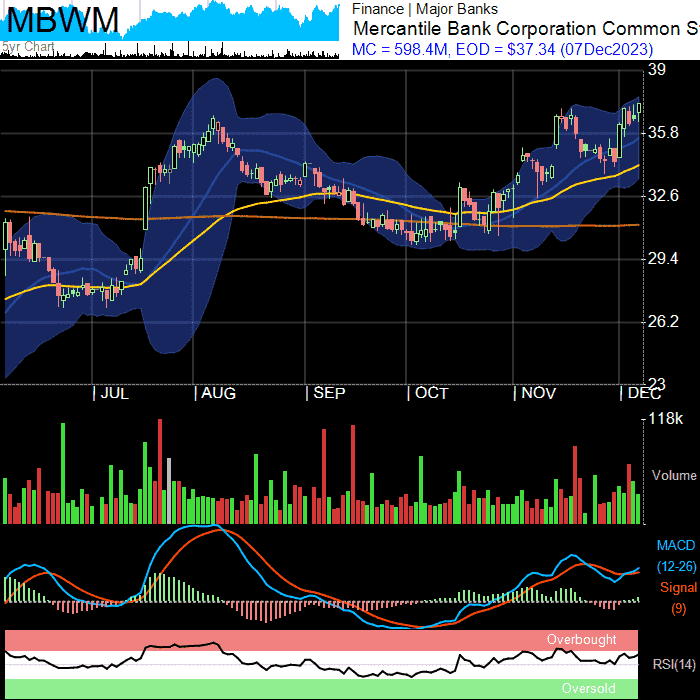 MBWM
5yr Chart
Finance | Major Banks
Mercantile Bank Corporation Common S
MC = 598.4M, EOD = $37.34 (07Dec2023)
39
35.8
32.6
29.4
26.2
23
| JUL | AUG | SEP | OCT | NOV | DEC
118k
Volume
MACD
(12-26)
Signal
(9)
Overbought
RSI(14)
Oversold